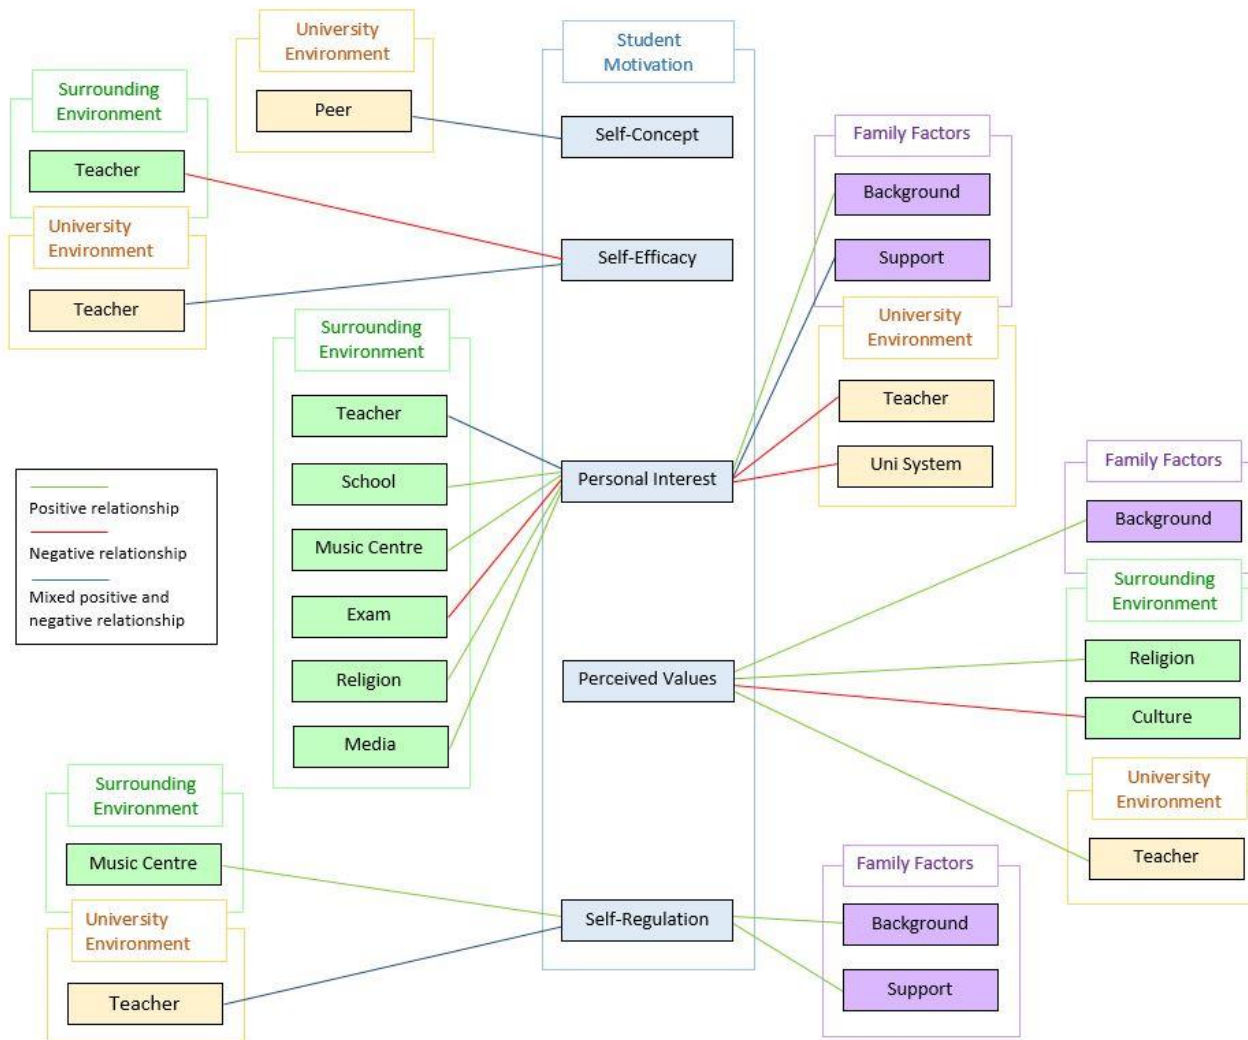 University
Environment
Peer
Surrounding
Environment
Teacher
University
Environment
Teacher
Student
Motivation
Self-Concept
Self-Efficacy
Personal Interest
Perceived Values
Self-Regulation
Surrounding
Environment
Teacher
School
Music Centre
Exam
Religion
Media
Positive relationship
Negative relationship
Mixed positive and
negative relationship
Surrounding
Environment
Music Centre
University
Environment
Teacher
Family Factors
Background
Support
University
Environment
Teacher
Uni System
Family Factors
Background
Surrounding
Environment
Religion
Culture
University
Environment
Teacher
Family Factors
Background
Support